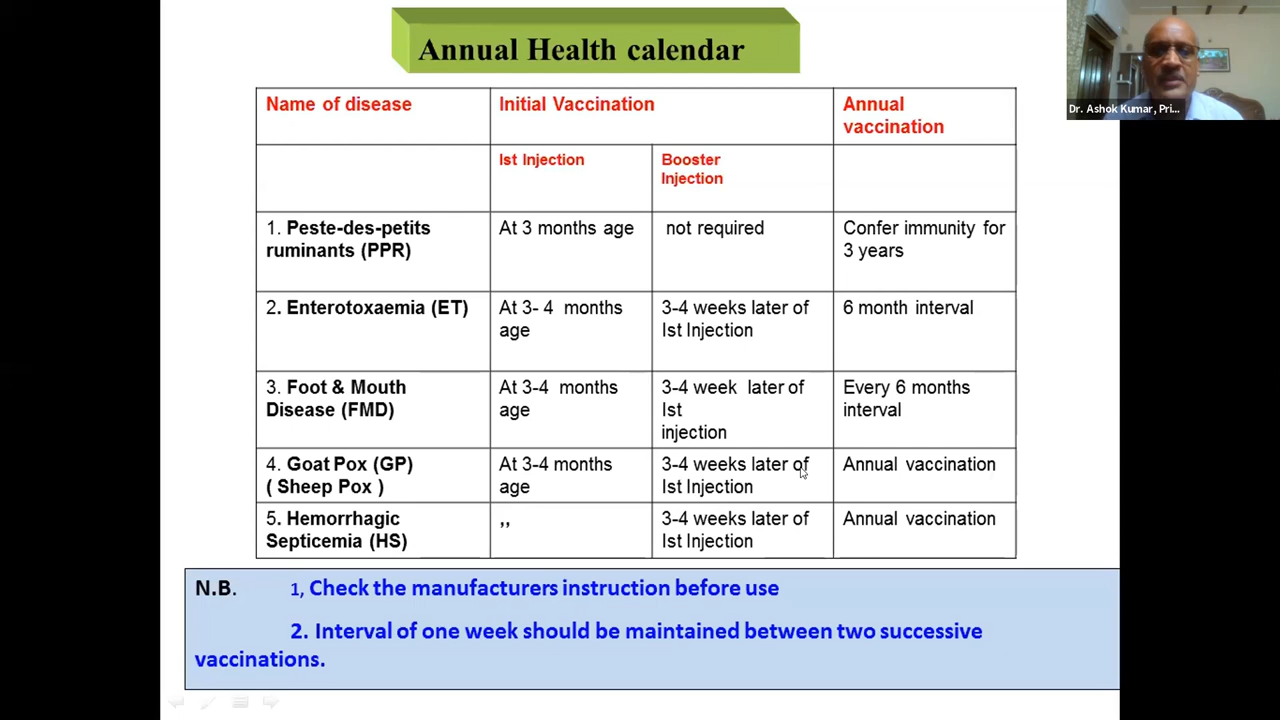 Annual Health calendar
Dr. Ashok Kumar, Pri...
Name of disease
Initial Vaccination
Annual
vaccination
Ist Injection
Booster
Injection
1. Peste-des-petits
ruminants (PPR)
At 3 months age
not required
Confer immunity for
3 years
2. Enterotoxaemia (ET)
At 3- 4 months
age
3-4 weeks later of
Ist Injection
6 month interval
3. Foot & Mouth
Disease (FMD)
At 3-4 months
age
3-4 week later of
Ist
injection
Every 6 months
interval
4. Goat Pox (GP)
( Sheep Pox )
At 3-4 months
age
3-4 weeks later of
Ist Injection
Annual vaccination
5. Hemorrhagic
Septicemia (HS)
,,
3-4 weeks later of
Ist Injection
Annual vaccination
N.B. 1, Check the manufacturers instruction before use
2. Interval of one week should be maintained between two successive
vaccinations.